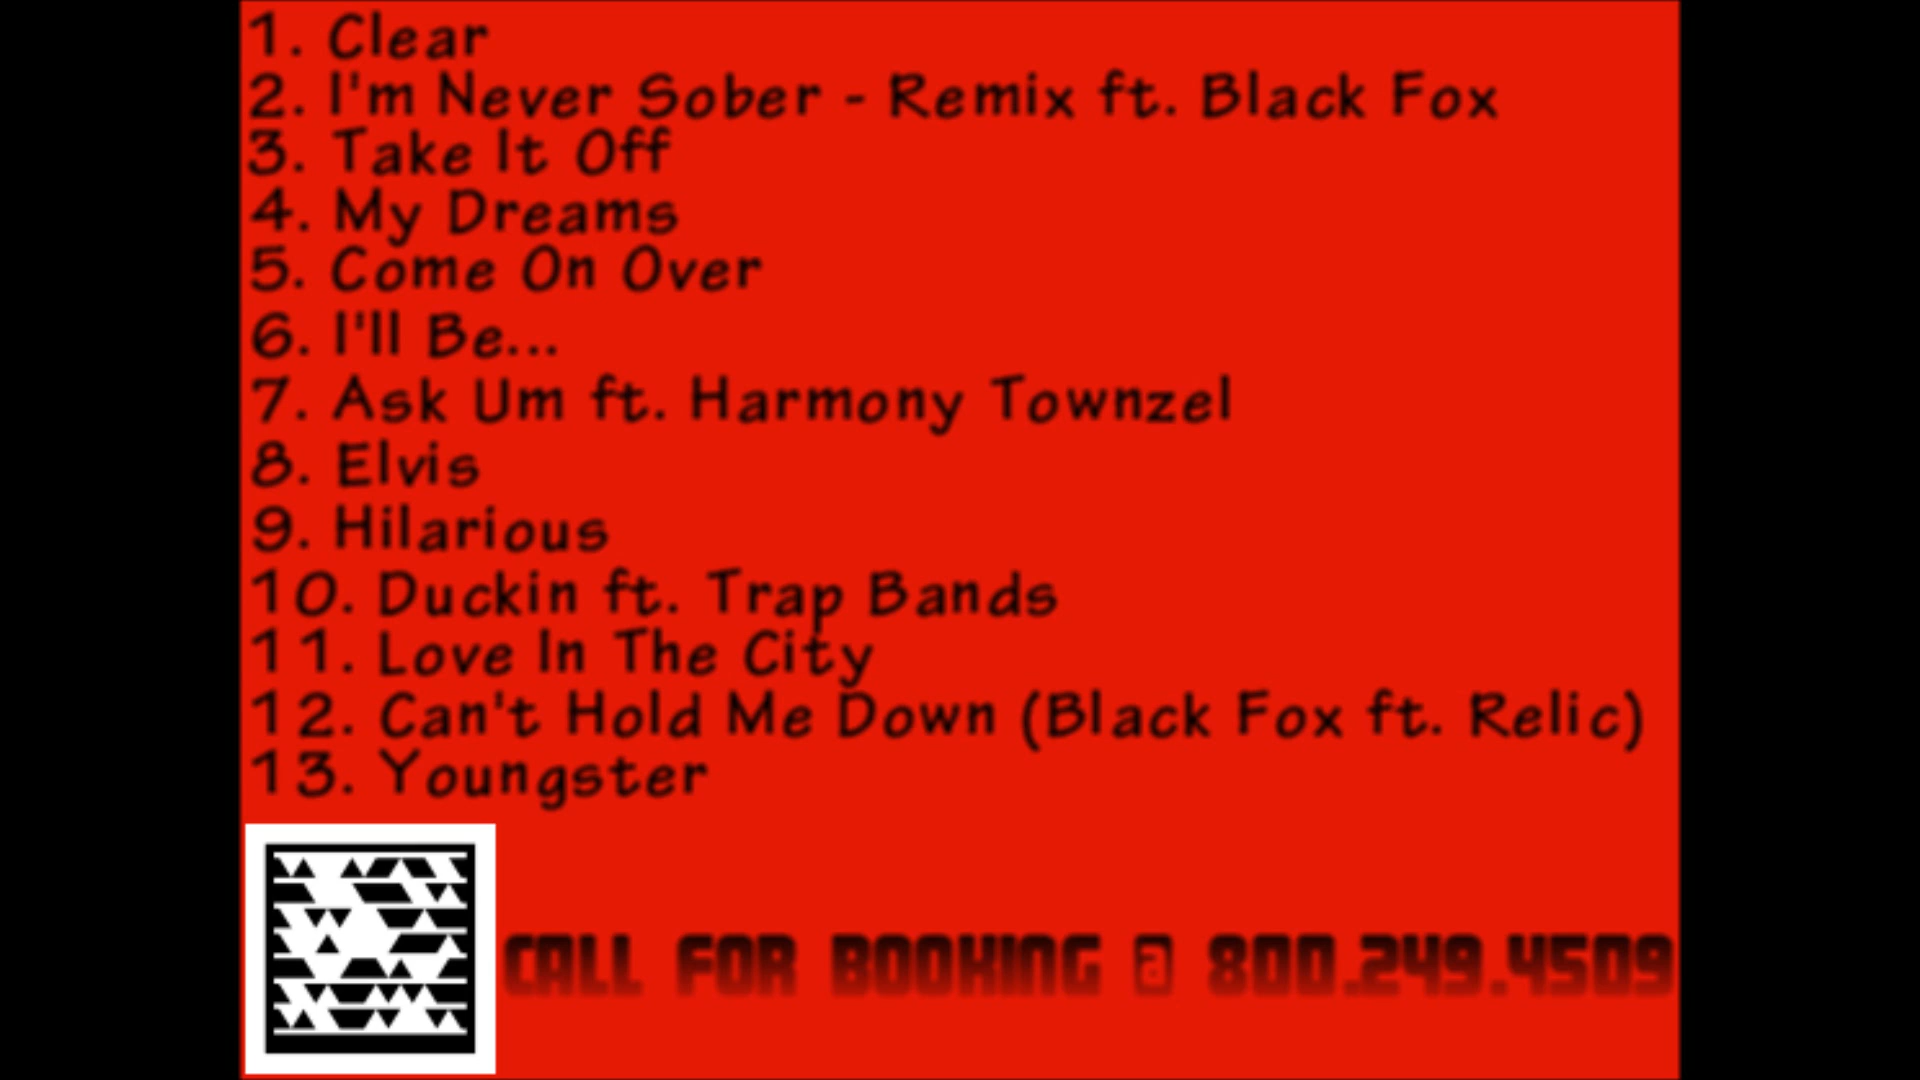 1. Clear
2. I'm Never Sober - Remix ft. Black Fox
3. Take It Off
4. My Dreams
5. Come On Over
6. I'll Be...
7. Ask Um ft. Harmony Townzel
8. Elvis
9. Hilarious
10. Duckin ft. Trap Bands
11. Love In The City
12. Can't Hold Me Down (Black Fox ft. Relic)
13. Youngster
CALL FOR BOOKING @ 800.249.4509